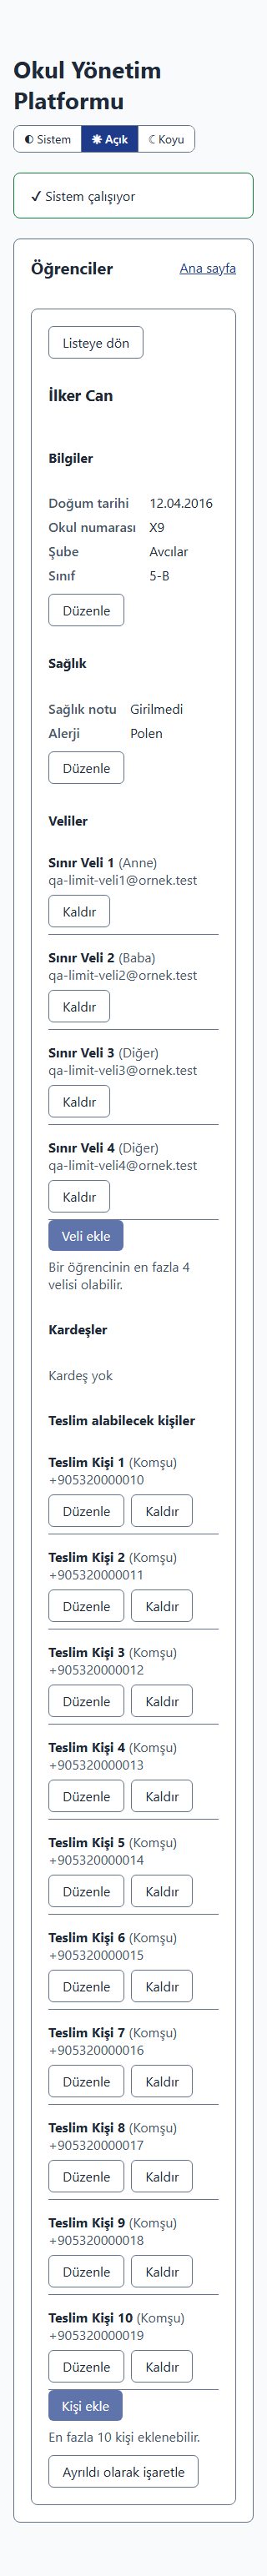 Okul Yönetim
Platformu
Sistem
Açık
Koyu
Sistem çalışıyor
Öğrenciler
Ana sayfa
Listeye dön
İlker Can
Bilgiler
Doğum tarihi 12.04.2016
Okul numarası X9
Şube Avcılar
Sınıf 5-B
Düzenle
Sağlık
Sağlık notu Girilmedi
Alerji Polen
Düzenle
Veliler
Sınır Veli 1 (Anne)
qa-limit-veli1@ornek.test
Kaldır
Sınır Veli 2 (Baba)
qa-limit-veli2@ornek.test
Kaldır
Sınır Veli 3 (Diğer)
qa-limit-veli3@ornek.test
Kaldır
Sınır Veli 4 (Diğer)
qa-limit-veli4@ornek.test
Kaldır
Veli ekle
Bir öğrencinin en fazla 4
velisi olabilir.
Kardeşler
Kardeş yok
Teslim alabilecek kişiler
Teslim Kişi 1 (Komşu)
+905320000010
Düzenle Kaldır
Teslim Kişi 2 (Komşu)
+905320000011
Düzenle Kaldır
Teslim Kişi 3 (Komşu)
+905320000012
Düzenle Kaldır
Teslim Kişi 4 (Komşu)
+905320000013
Düzenle Kaldır
Teslim Kişi 5 (Komşu)
+905320000014
Düzenle Kaldır
Teslim Kişi 6 (Komşu)
+905320000015
Düzenle Kaldır
Teslim Kişi 7 (Komşu)
+905320000016
Düzenle Kaldır
Teslim Kişi 8 (Komşu)
+905320000017
Düzenle Kaldır
Teslim Kişi 9 (Komşu)
+905320000018
Düzenle Kaldır
Teslim Kişi 10 (Komşu)
+905320000019
Düzenle Kaldır
Kişi ekle
En fazla 10 kişi eklenebilir.
Ayrıldı olarak işaretle